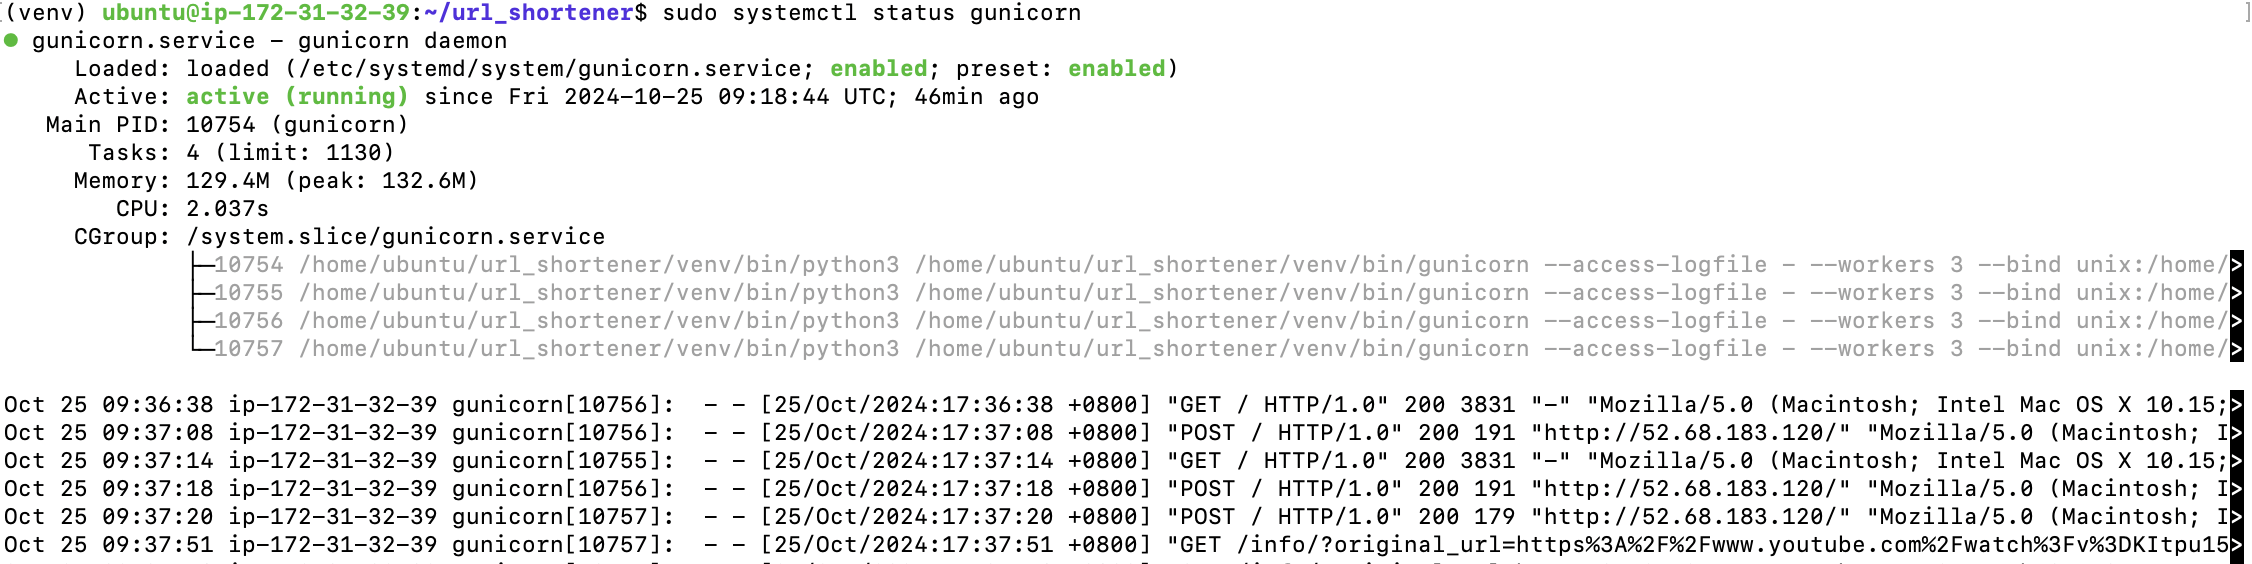 (venv) ubuntu@ip-172-31-32-39:~/url_shortener$ sudo systemctl status gunicorn
● gunicorn.service – gunicorn daemon
     Loaded: loaded (/etc/systemd/system/gunicorn.service; enabled; preset: enabled)
     Active: active (running) since Fri 2024-10-25 09:18:44 UTC; 46min ago
   Main PID: 10754 (gunicorn)
      Tasks: 4 (limit: 1130)
     Memory: 129.4M (peak: 132.6M)
        CPU: 2.037s
     CGroup: /system.slice/gunicorn.service
             ├─10754 /home/ubuntu/url_shortener/venv/bin/python3 /home/ubuntu/url_shortener/venv/bin/gunicorn --access-logfile - --workers 3 --bind unix:/home/>
             ├─10755 /home/ubuntu/url_shortener/venv/bin/python3 /home/ubuntu/url_shortener/venv/bin/gunicorn --access-logfile - --workers 3 --bind unix:/home/>
             ├─10756 /home/ubuntu/url_shortener/venv/bin/python3 /home/ubuntu/url_shortener/venv/bin/gunicorn --access-logfile - --workers 3 --bind unix:/home/>
             └─10757 /home/ubuntu/url_shortener/venv/bin/python3 /home/ubuntu/url_shortener/venv/bin/gunicorn --access-logfile - --workers 3 --bind unix:/home/>
Oct 25 09:36:38 ip-172-31-32-39 gunicorn[10756]:  - - [25/Oct/2024:17:36:38 +0800] "GET / HTTP/1.0" 200 3831 "-" "Mozilla/5.0 (Macintosh; Intel Mac OS X 10.15;>
Oct 25 09:37:08 ip-172-31-32-39 gunicorn[10756]:  - - [25/Oct/2024:17:37:08 +0800] "POST / HTTP/1.0" 200 191 "http://52.68.183.120/" "Mozilla/5.0 (Macintosh; I>
Oct 25 09:37:14 ip-172-31-32-39 gunicorn[10755]:  - - [25/Oct/2024:17:37:14 +0800] "GET / HTTP/1.0" 200 3831 "-" "Mozilla/5.0 (Macintosh; Intel Mac OS X 10.15;>
Oct 25 09:37:18 ip-172-31-32-39 gunicorn[10756]:  - - [25/Oct/2024:17:37:18 +0800] "POST / HTTP/1.0" 200 191 "http://52.68.183.120/" "Mozilla/5.0 (Macintosh; I>
Oct 25 09:37:20 ip-172-31-32-39 gunicorn[10757]:  - - [25/Oct/2024:17:37:20 +0800] "POST / HTTP/1.0" 200 179 "http://52.68.183.120/" "Mozilla/5.0 (Macintosh; I>
Oct 25 09:37:51 ip-172-31-32-39 gunicorn[10757]:  - - [25/Oct/2024:17:37:51 +0800] "GET /info/?original_url=https%3A%2F%2Fwww.youtube.com%2Fwatch%3Fv%3DKItpu15>